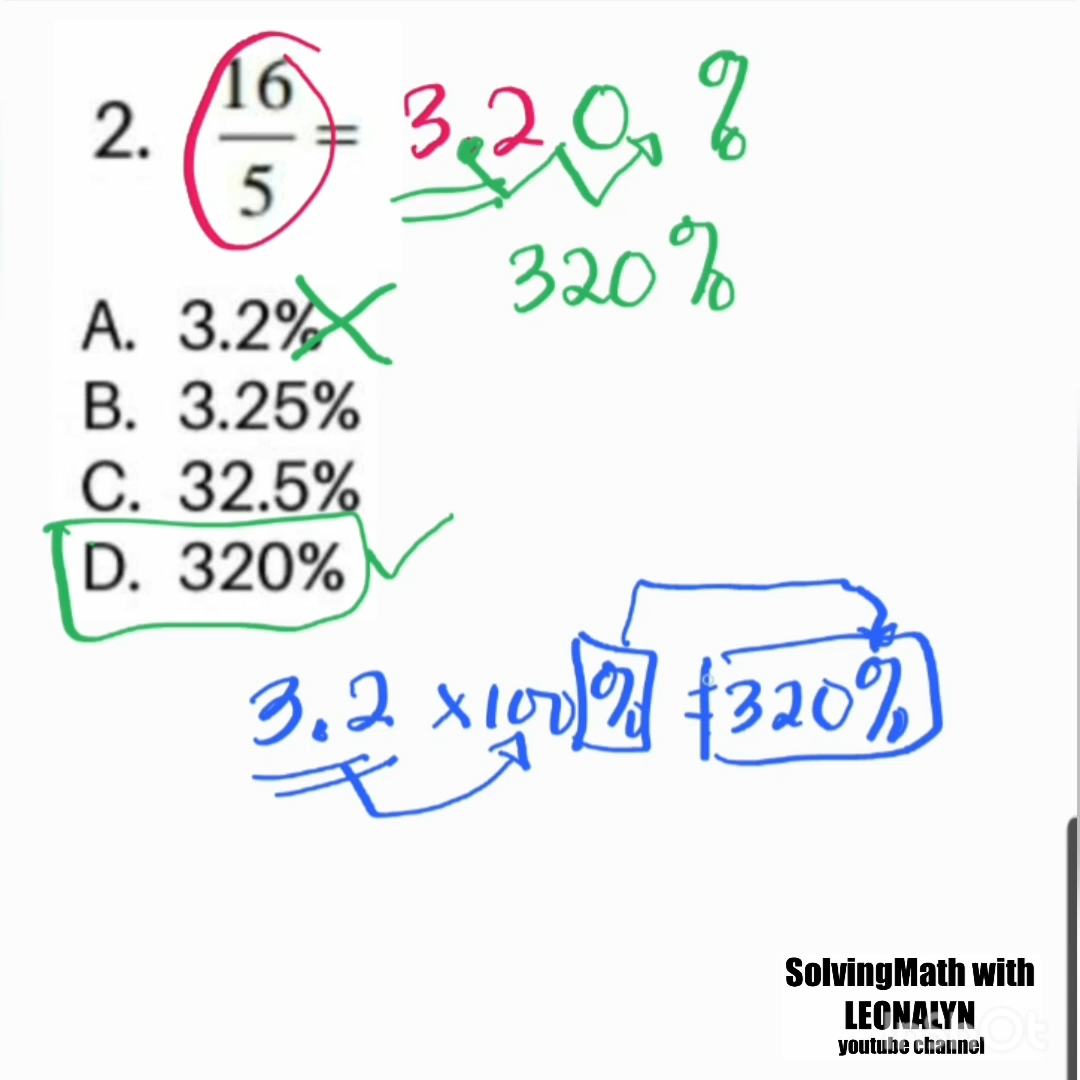 2. 16/5 = 3.20 %
320%
A. 3.2%
B. 3.25%
C. 32.5%
D. 320%
3.2 x100% = 320%
SolvingMath with
LEONALYN
youtube channel